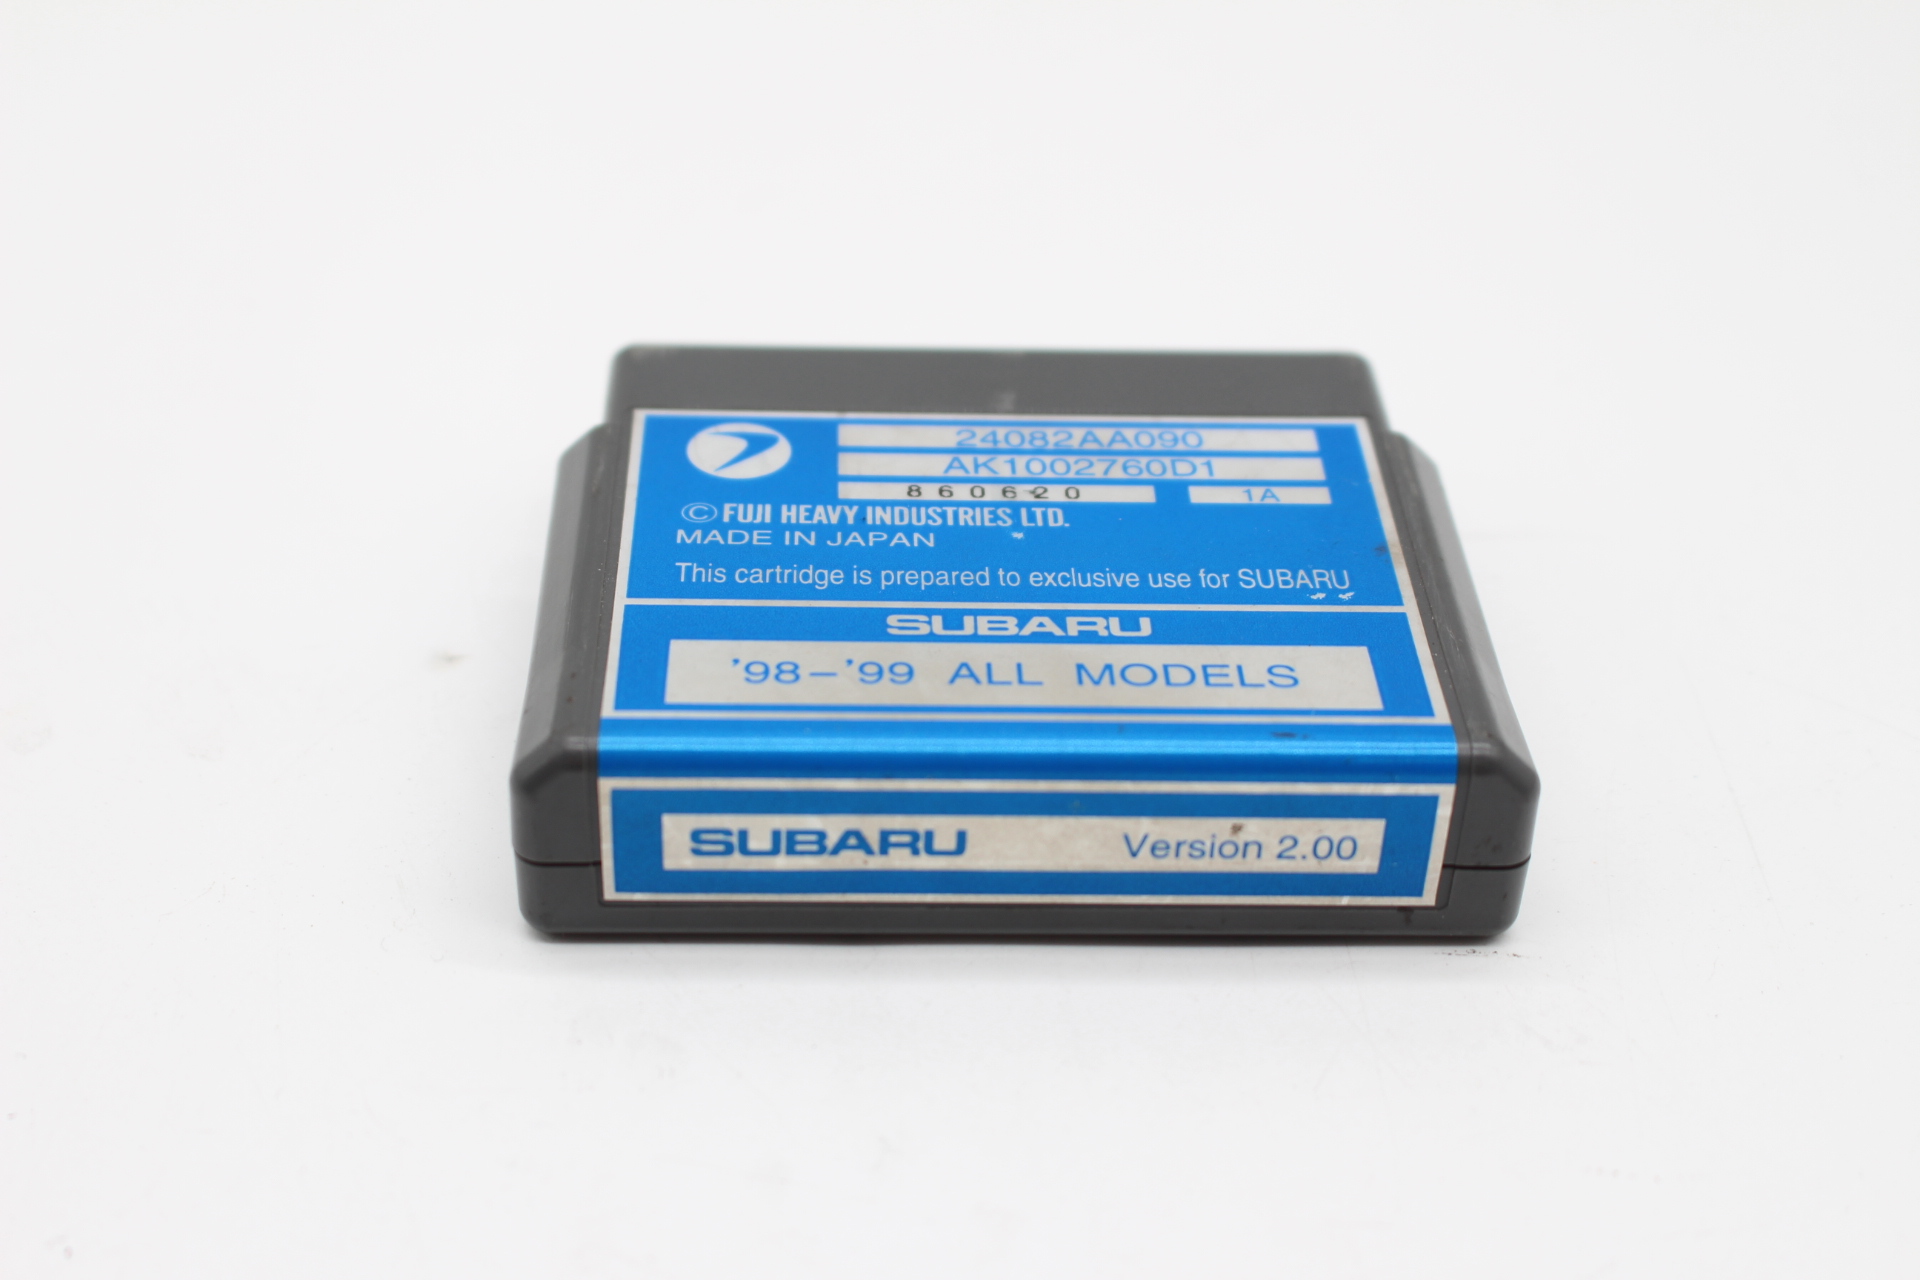 24082AA090
AK1002760D1
860620 1A
© FUJI HEAVY INDUSTRIES LTD.
MADE IN JAPAN
This cartridge is prepared to exclusive use for SUBARU
SUBARU
'98-'99 ALL MODELS
SUBARU Version 2.00